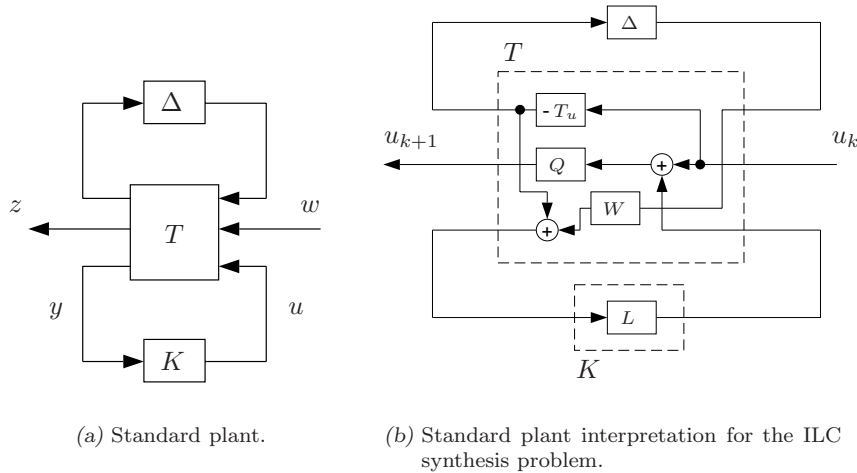 Δ
T
z
w
y
u
K
(a) Standard plant.
Δ
T
- T_u
u_{k+1}
u_k
Q
+
W
+
L
K
(b) Standard plant interpretation for the ILC
synthesis problem.